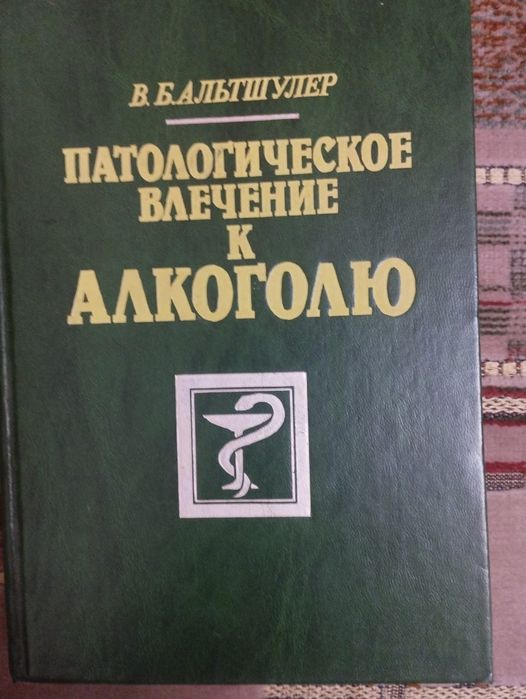 В. Б. АЛЬТШУЛЕР
ПАТОЛОГИЧЕСКОЕ
ВЛЕЧЕНИЕ
К
АЛКОГОЛЮ